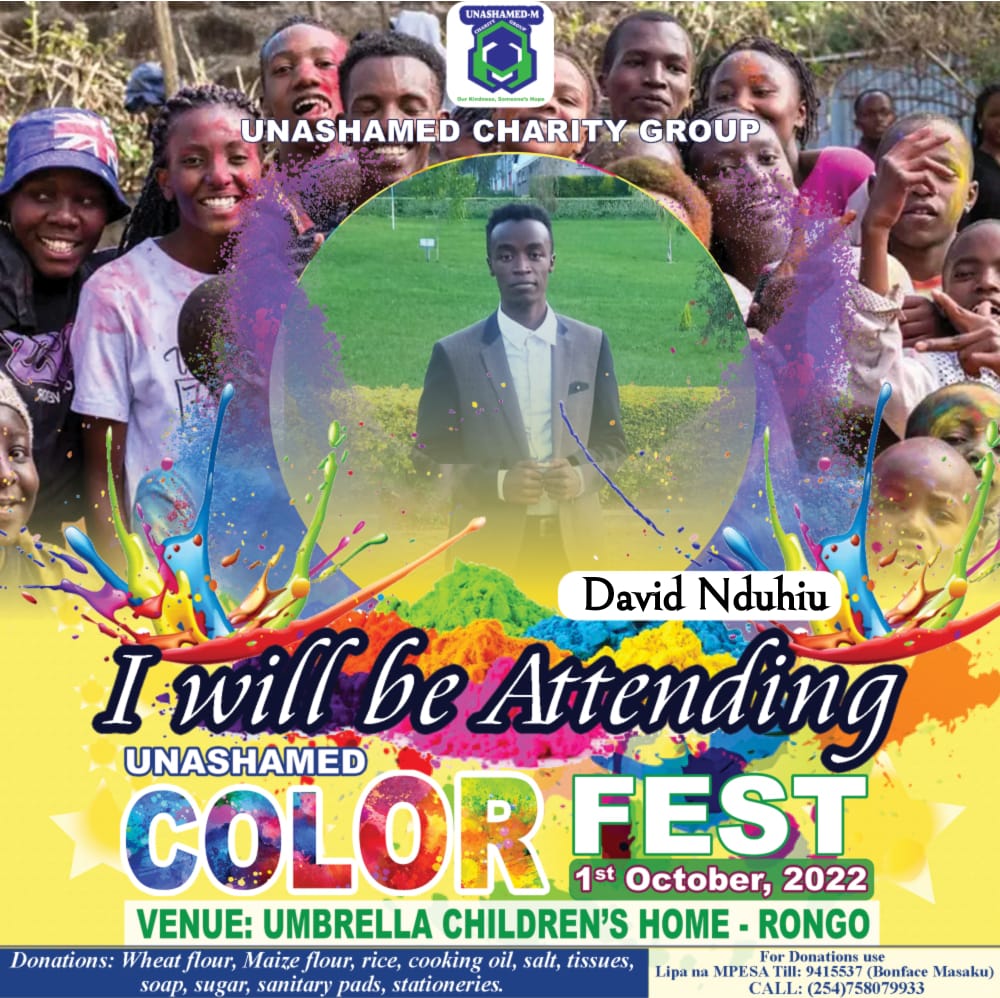 UNASHAMED-M
CHARITY GROUP
Our Kindness, Someone's Hope
UNASHAMED CHARITY GROUP
David Nduhiu
I will be Attending
UNASHAMED
COLOR FEST
1st October, 2022
VENUE: UMBRELLA CHILDREN'S HOME - RONGO
Donations: Wheat flour, Maize flour, rice, cooking oil, salt, tissues,
soap, sugar, sanitary pads, stationeries.
For Donations use
Lipa na MPESA Till: 9415537 (Bonface Masaku)
CALL: (254)758079933